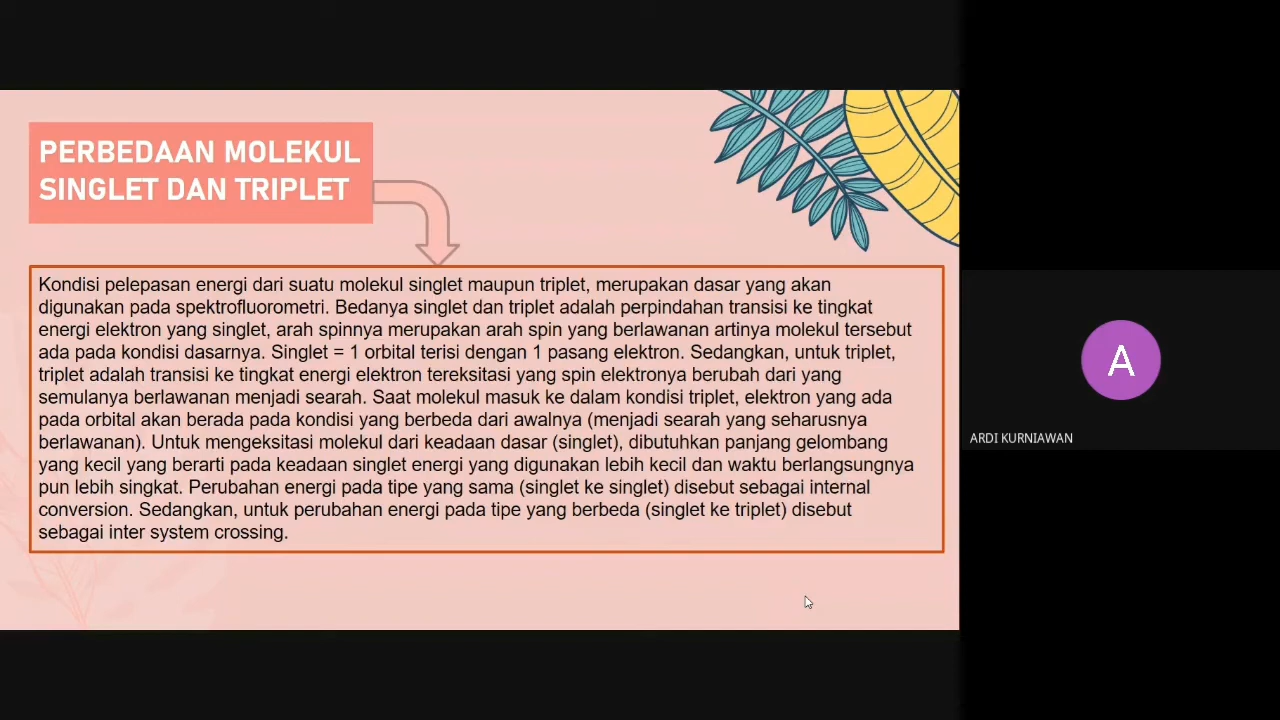 PERBEDAAN MOLEKUL
SINGLET DAN TRIPLET
Kondisi pelepasan energi dari suatu molekul singlet maupun triplet, merupakan dasar yang akan
digunakan pada spektrofluorometri. Bedanya singlet dan triplet adalah perpindahan transisi ke tingkat
energi elektron yang singlet, arah spinnya merupakan arah spin yang berlawanan artinya molekul tersebut
ada pada kondisi dasarnya. Singlet = 1 orbital terisi dengan 1 pasang elektron. Sedangkan, untuk triplet,
triplet adalah transisi ke tingkat energi elektron tereksitasi yang spin elektronya berubah dari yang
semulanya berlawanan menjadi searah. Saat molekul masuk ke dalam kondisi triplet, elektron yang ada
pada orbital akan berada pada kondisi yang berbeda dari awalnya (menjadi searah yang seharusnya
berlawanan). Untuk mengeksitasi molekul dari keadaan dasar (singlet), dibutuhkan panjang gelombang
yang kecil yang berarti pada keadaan singlet energi yang digunakan lebih kecil dan waktu berlangsungnya
pun lebih singkat. Perubahan energi pada tipe yang sama (singlet ke singlet) disebut sebagai internal
conversion. Sedangkan, untuk perubahan energi pada tipe yang berbeda (singlet ke triplet) disebut
sebagai inter system crossing.
A
ARDI KURNIAWAN